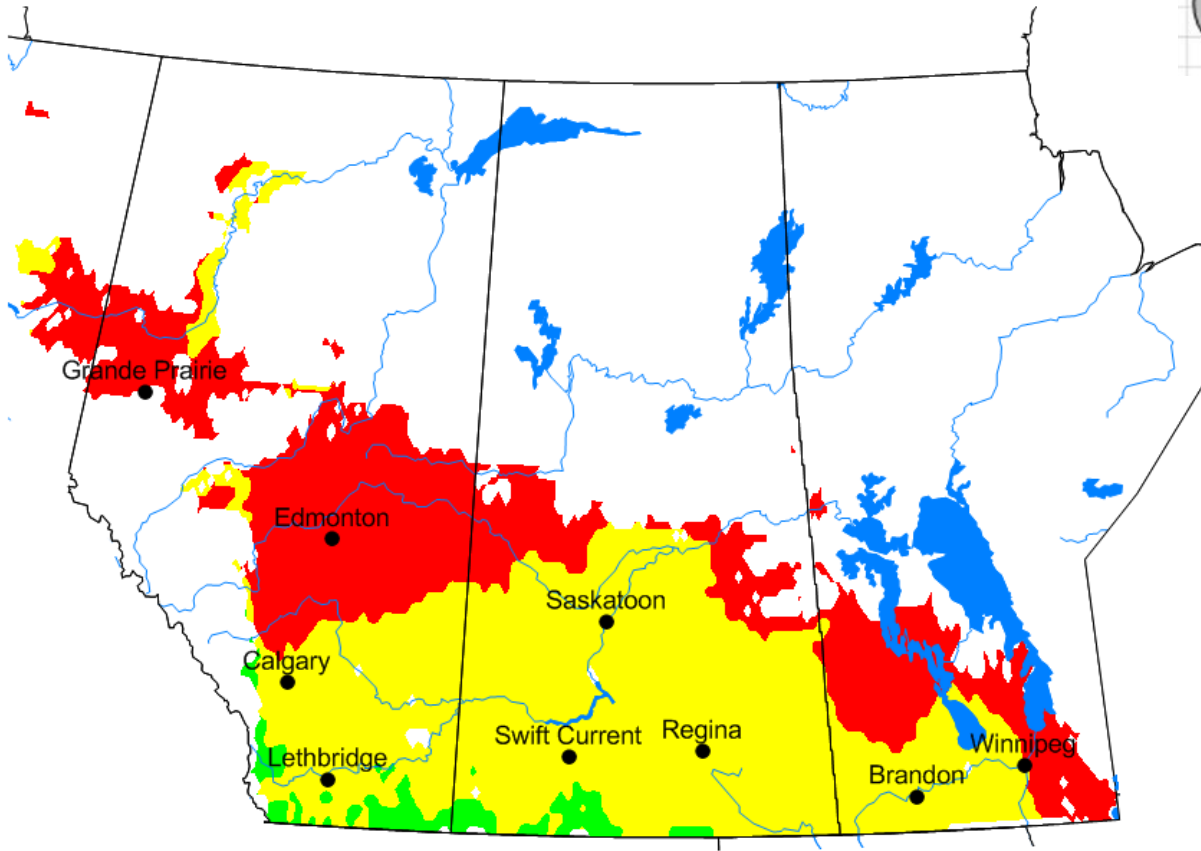 Grande Prairie
Edmonton
Saskatoon
Calgary
Swift Current
Regina
Winnipeg
Lethbridge
Brandon